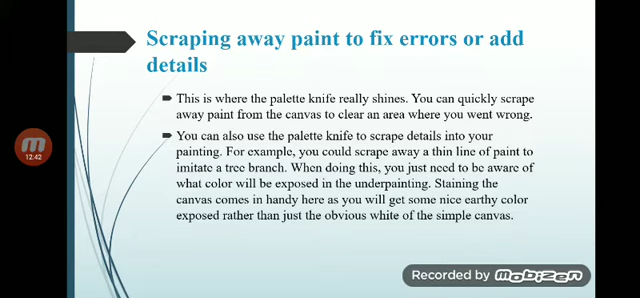 Scraping away paint to fix errors or add
details
This is where the palette knife really shines. You can quickly scrape
away paint from the canvas to clear an area where you went wrong.
You can also use the palette knife to scrape details into your
painting. For example, you could scrape away a thin line of paint to
imitate a tree branch. When doing this, you just need to be aware of
what color will be exposed in the underpainting. Staining the
canvas comes in handy here as you will get some nice earthy color
exposed rather than just the obvious white of the simple canvas.
12:42
Recorded by mobizen